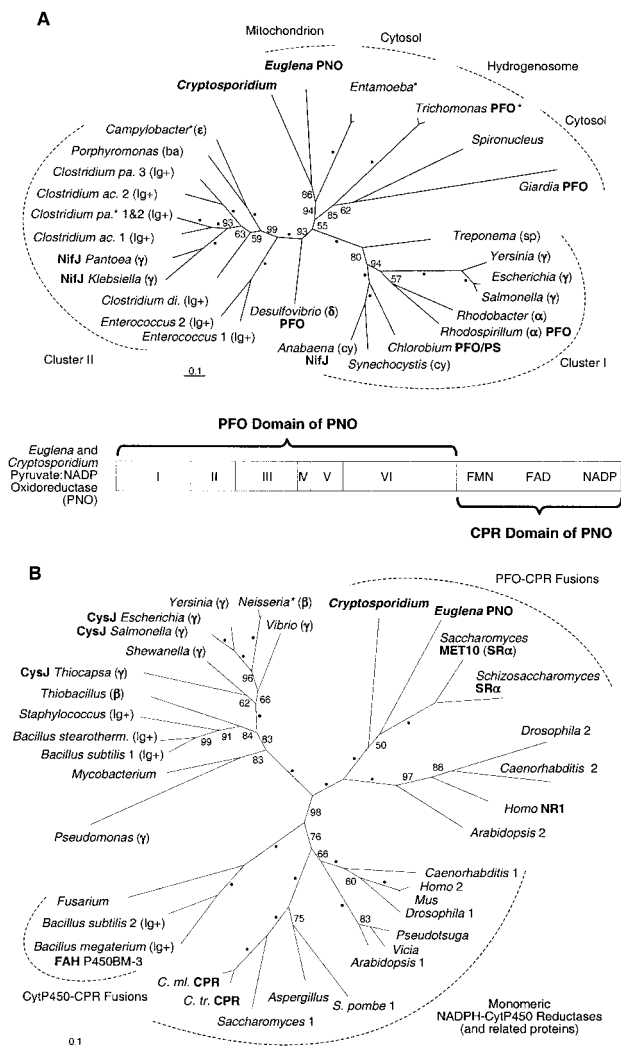 A
Mitochondrion
Cytosol
Euglena PNO
Hydrogenosome
Cryptosporidium
Entamoeba*
Trichomonas PFO*
Cytosol
Campylobacter*(ε)
Porphyromonas (ba)
Spironucleus
Clostridium pa. 3 (lg+)
Giardia PFO
Clostridium ac. 2 (lg+)
Clostridium pa.* 1&2 (lg+)
Clostridium ac. 1 (lg+)
NifJ Pantoea (γ)
NifJ Klebsiella (γ)
Clostridium di. (lg+)
Enterococcus 2 (lg+)
Enterococcus 1 (lg+)
Cluster II
0.1
Desulfovibrio (δ)
PFO
Treponema (sp)
Yersinia (γ)
Escherichia (γ)
Salmonella (γ)
Rhodobacter (α)
Rhodospirillum (α) PFO
Chlorobium PFO/PS
Anabaena (cy)
NifJ
Synechocystis (cy)
Cluster I
86
94
85
62
55
93
99
59
63
93
80
94
57
PFO Domain of PNO
Euglena and
Cryptosporidium
Pyruvate:NADP
Oxidoreductase
(PNO)
I II III IV V VI FMN FAD NADP
CPR Domain of PNO
B
PFO-CPR Fusions
Yersinia (γ)
Neisseria* (β)
CysJ Escherichia (γ)
CysJ Salmonella (γ)
Vibrio (γ)
Shewanella (γ)
CysJ Thiocapsa (γ)
Thiobacillus (β)
Staphylococcus (lg+)
Bacillus stearotherm. (lg+)
Bacillus subtilis 1 (lg+)
Mycobacterium
Pseudomonas (γ)
Cryptosporidium
Euglena PNO
Saccharomyces
MET10 (SRα)
Schizosaccharomyces
SRα
Drosophila 2
Caenorhabditis 2
Homo NR1
Arabidopsis 2
96
62
66
91
84
83
99
83
50
88
97
98
76
66
60
83
75
Caenorhabditis 1
Homo 2
Mus
Drosophila 1
Pseudotsuga
Vicia
Arabidopsis 1
Fusarium
Bacillus subtilis 2 (lg+)
Bacillus megaterium (lg+)
FAH P450BM-3
CytP450-CPR Fusions
C. ml. CPR
C. tr. CPR
Saccharomyces 1
Aspergillus
S. pombe 1
Monomeric
NADPH-CytP450 Reductases
(and related proteins)
0.1